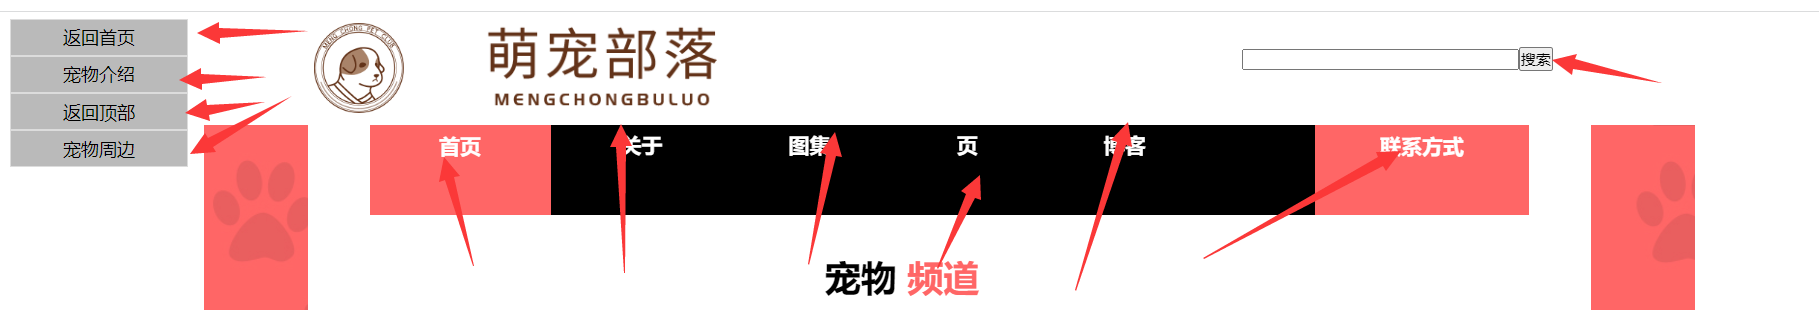 返回首页
宠物介绍
返回顶部
宠物周边
MENG CHONG PET CLUB
萌宠部落
MENGCHONGBULUO
搜索
首页 关于 图集 页 博客 联系方式
宠物 频道